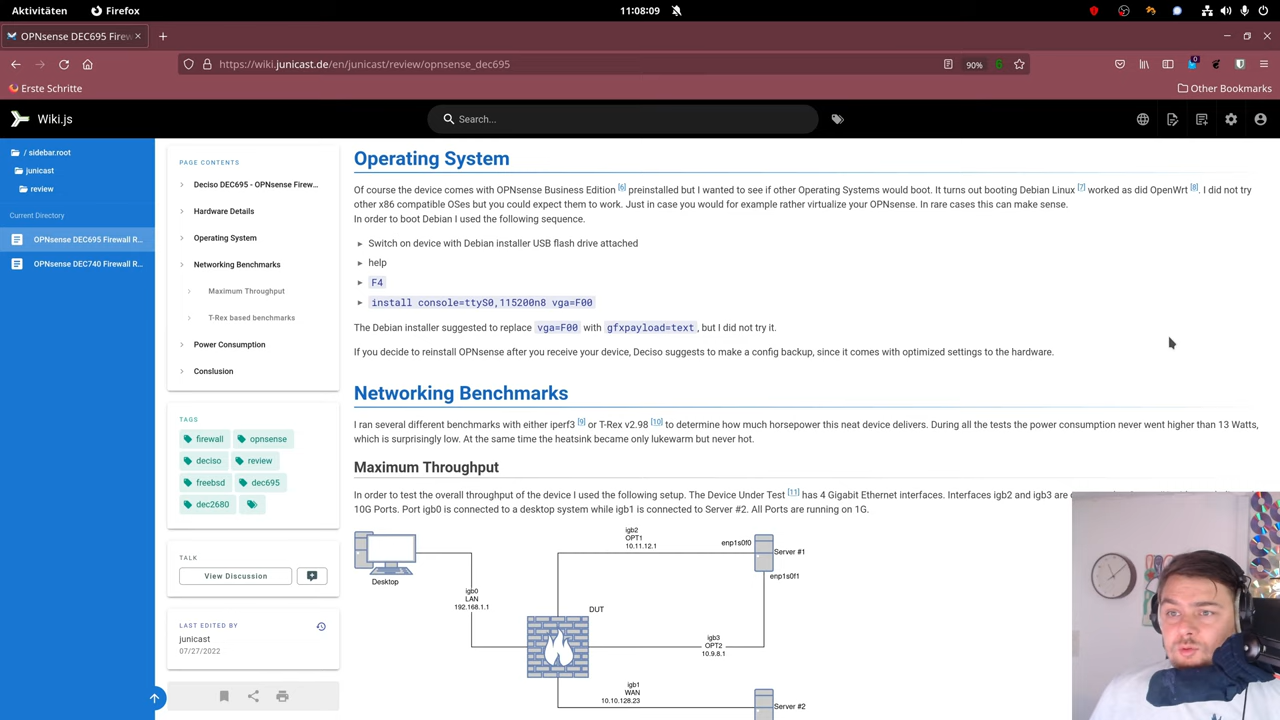 Aktivitäten
Firefox
11:08:09
OPNsense DEC695 Firew
https://wiki.junicast.de/en/junicast/review/opnsense_dec695
90%
Erste Schritte
Other Bookmarks
Wiki.js
Search...
/ sidebar.root
junicast
review
Current Directory
OPNsense DEC695 Firewall R...
OPNsense DEC740 Firewall R...
PAGE CONTENTS
Deciso DEC695 - OPNsense Firew...
Hardware Details
Operating System
Networking Benchmarks
Maximum Throughput
T-Rex based benchmarks
Power Consumption
Conslusion
TAGS
firewall
opnsense
deciso
review
freebsd
dec695
dec2680
TALK
View Discussion
LAST EDITED BY
junicast
07/27/2022
Operating System
Of course the device comes with OPNsense Business Edition [6] preinstalled but I wanted to see if other Operating Systems would boot. It turns out booting Debian Linux [7] worked as did OpenWrt [8]. I did not try
other x86 compatible OSes but you could expect them to work. Just in case you would for example rather virtualize your OPNsense. In rare cases this can make sense.
In order to boot Debian I used the following sequence.
Switch on device with Debian installer USB flash drive attached
help
F4
install console=ttyS0,115200n8 vga=F00
The Debian installer suggested to replace vga=F00 with gfxpayload=text, but I did not try it.
If you decide to reinstall OPNsense after you receive your device, Deciso suggests to make a config backup, since it comes with optimized settings to the hardware.
Networking Benchmarks
I ran several different benchmarks with either iperf3 [9] or T-Rex v2.98 [10] to determine how much horsepower this neat device delivers. During all the tests the power consumption never went higher than 13 Watts,
which is surprisingly low. At the same time the heatsink became only lukewarm but never hot.
Maximum Throughput
In order to test the overall throughput of the device I used the following setup. The Device Under Test [11] has 4 Gigabit Ethernet interfaces. Interfaces igb2 and igb3 are
10G Ports. Port igb0 is connected to a desktop system while igb1 is connected to Server #2. All Ports are running on 1G.
Desktop
igb0
LAN
192.168.1.1
igb2
OPT1
10.11.12.1
enp1s0f0
Server #1
enp1s0f1
DUT
igb3
OPT2
10.9.8.1
igb1
WAN
10.10.128.23
Server #2